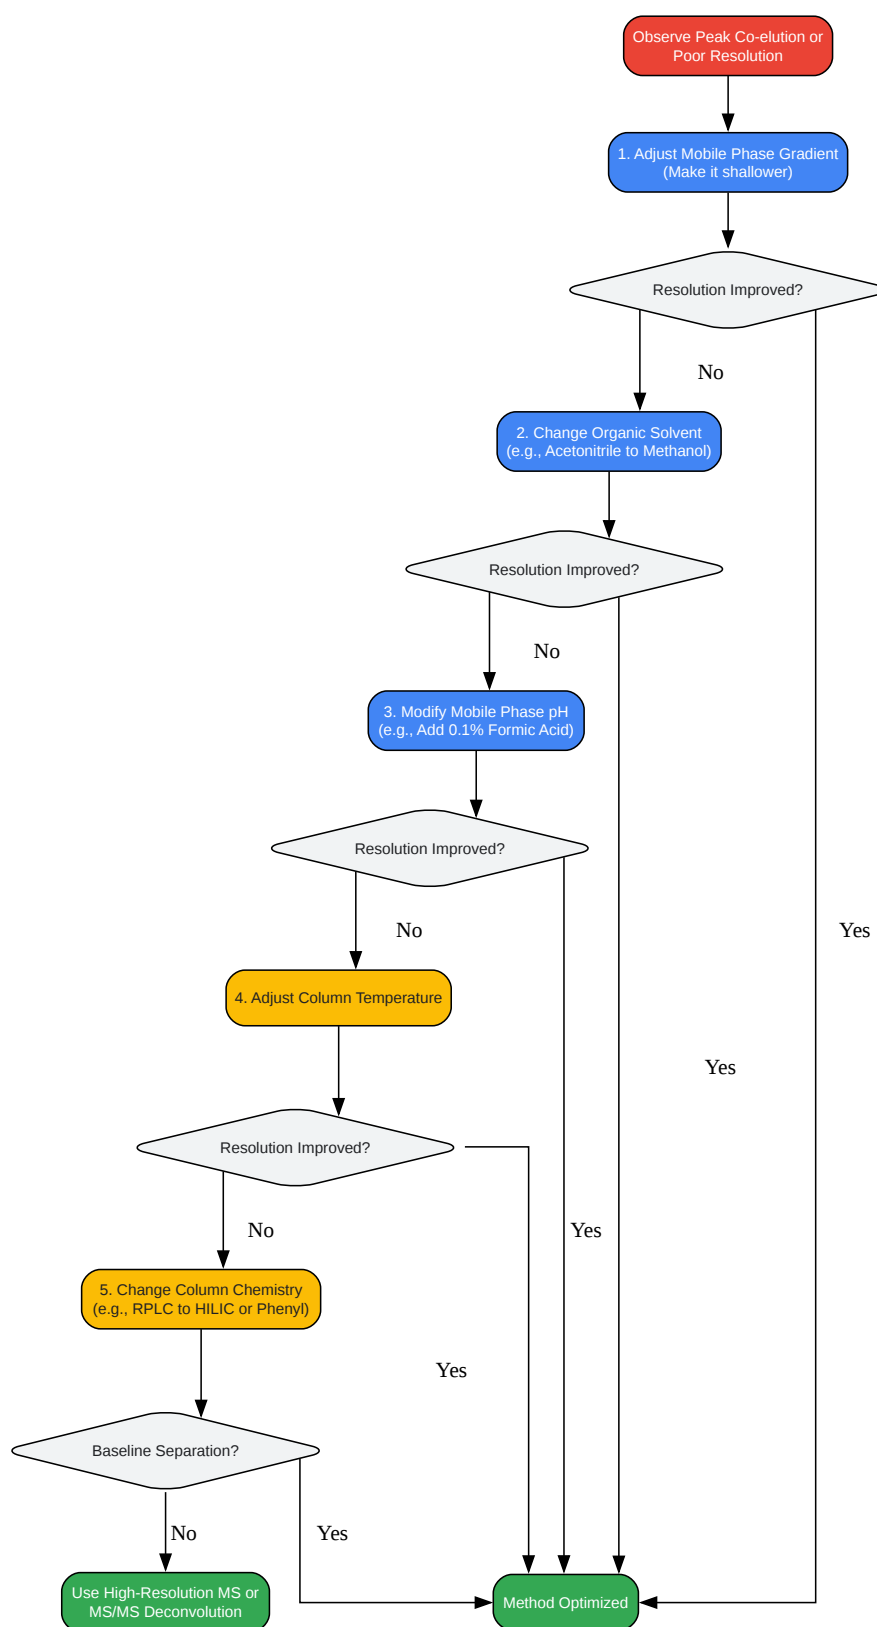 Observe Peak Co-elution or
Poor Resolution
1. Adjust Mobile Phase Gradient
(Make it shallower)
Resolution Improved?
No
2. Change Organic Solvent
(e.g., Acetonitrile to Methanol)
Resolution Improved?
No
3. Modify Mobile Phase pH
(e.g., Add 0.1% Formic Acid)
Resolution Improved?
No
Yes
4. Adjust Column Temperature
Yes
Resolution Improved?
No
Yes
5. Change Column Chemistry
(e.g., RPLC to HILIC or Phenyl)
Yes
Baseline Separation?
No
Yes
Use High-Resolution MS or
MS/MS Deconvolution
Method Optimized